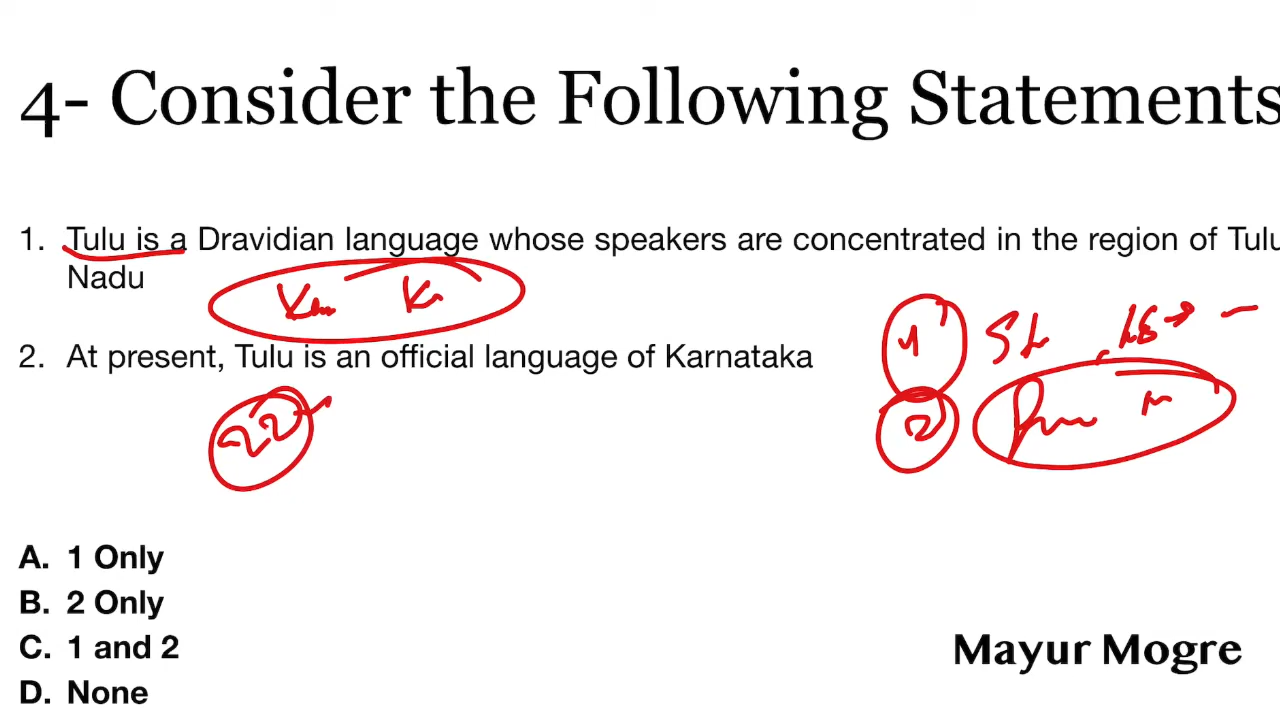 4- Consider the Following Statements
1. Tulu is a Dravidian language whose speakers are concentrated in the region of Tulu
Nadu
2. At present, Tulu is an official language of Karnataka
22
2
A. 1 Only
B. 2 Only
C. 1 and 2
D. None
Mayur Mogre